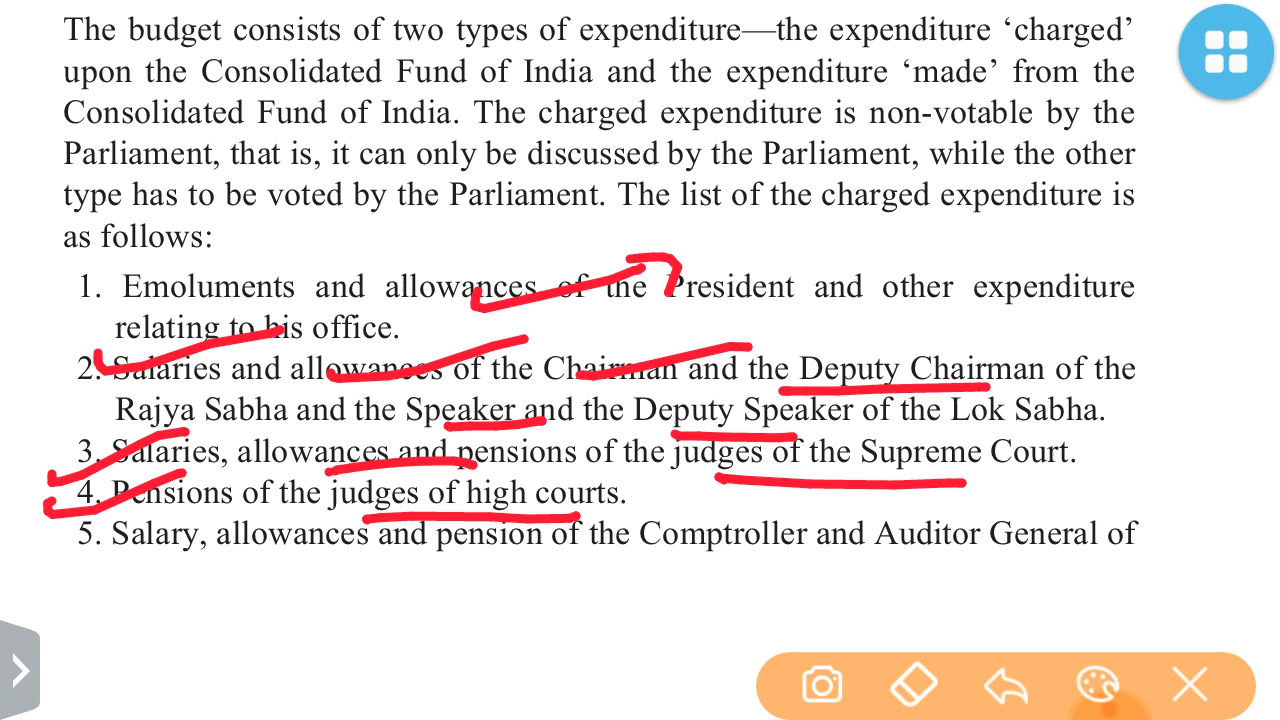 The budget consists of two types of expenditure—the expenditure ‘charged’
upon the Consolidated Fund of India and the expenditure ‘made’ from the
Consolidated Fund of India. The charged expenditure is non-votable by the
Parliament, that is, it can only be discussed by the Parliament, while the other
type has to be voted by the Parliament. The list of the charged expenditure is
as follows:
1. Emoluments and allowances of the President and other expenditure
relating to his office.
2. Salaries and allowances of the Chairman and the Deputy Chairman of the
Rajya Sabha and the Speaker and the Deputy Speaker of the Lok Sabha.
3. Salaries, allowances and pensions of the judges of the Supreme Court.
4. Pensions of the judges of high courts.
5. Salary, allowances and pension of the Comptroller and Auditor General of